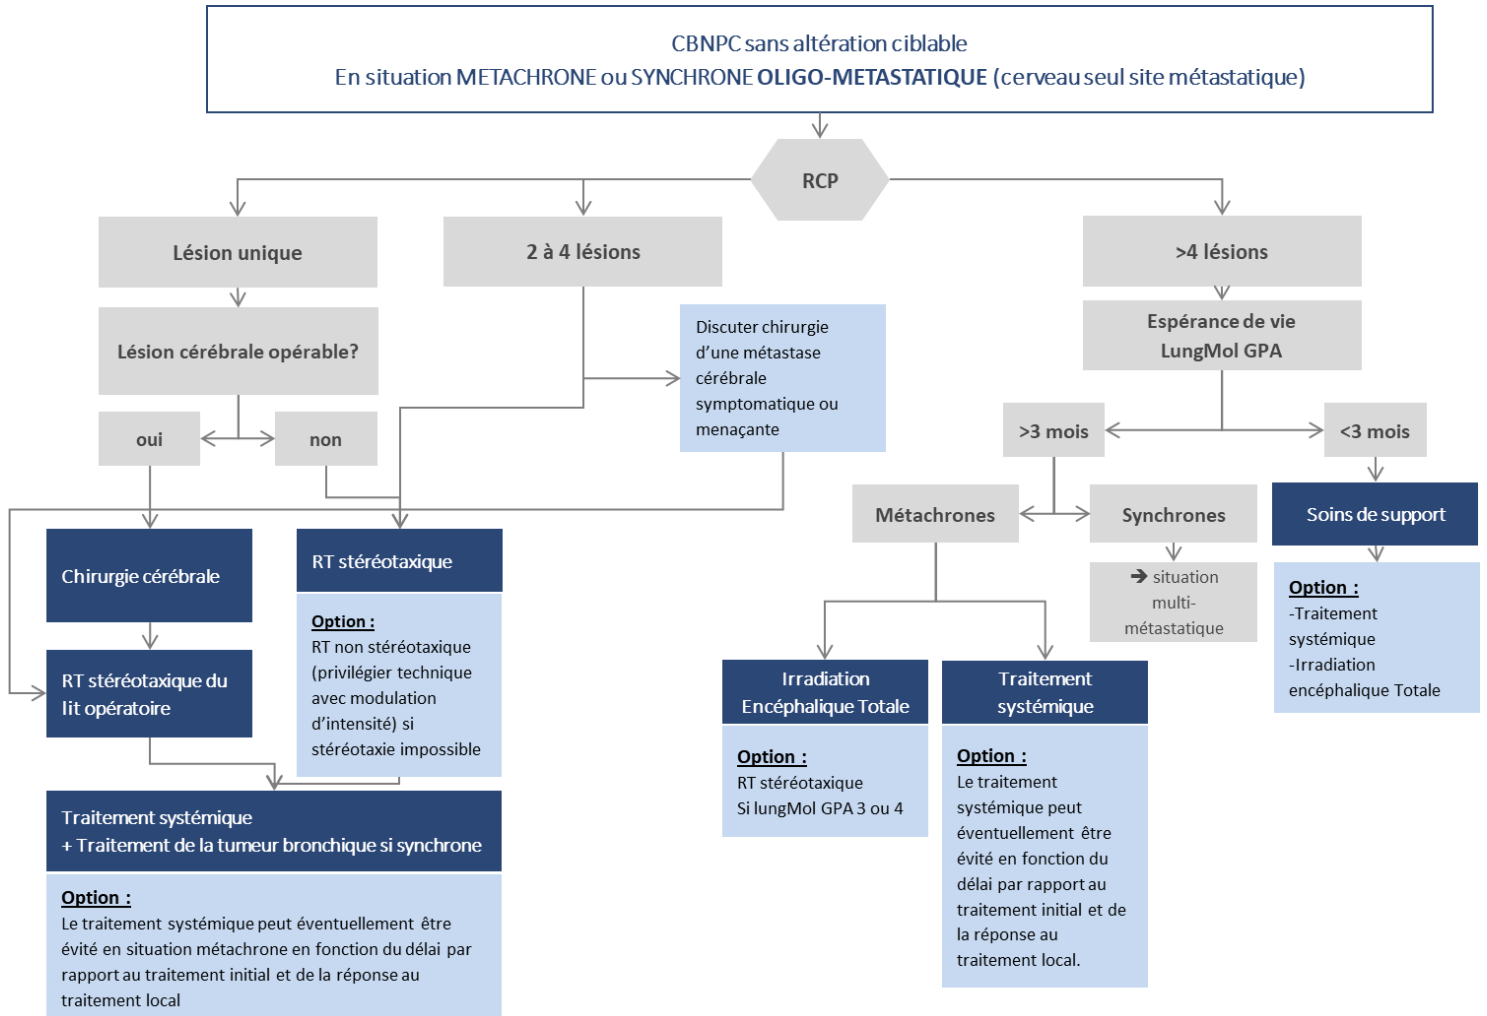 CBNPC sans altération ciblable
En situation METACHRONE ou SYNCHRONE OLIGO-METASTATIQUE (cerveau seul site métastatique)
RCP
Lésion unique
2 à 4 lésions
>4 lésions
Lésion cérébrale opérable?
oui
non
Discuter chirurgie
d'une métastase
cérébrale
symptomatique ou
menaçante
Espérance de vie
LungMol GPA
>3 mois
<3 mois
Métachrones
Synchrones
➔ situation
multi-
métastatique
Soins de support
Option :
-Traitement
systémique
-Irradiation
encéphalique Totale
Chirurgie cérébrale
RT stéréotaxique du
lit opératoire
RT stéréotaxique
Option :
RT non stéréotaxique
(privilégier technique
avec modulation
d'intensité) si
stéréotaxie impossible
Irradiation
Encéphalique Totale
Option :
RT stéréotaxique
Si lungMol GPA 3 ou 4
Traitement
systémique
Option :
Le traitement
systémique peut
éventuellement être
évité en fonction du
délai par rapport au
traitement initial et de
la réponse au
traitement local.
Traitement systémique
+ Traitement de la tumeur bronchique si synchrone
Option :
Le traitement systémique peut éventuellement être
évité en situation métachrone en fonction du délai par
rapport au traitement initial et de la réponse au
traitement local